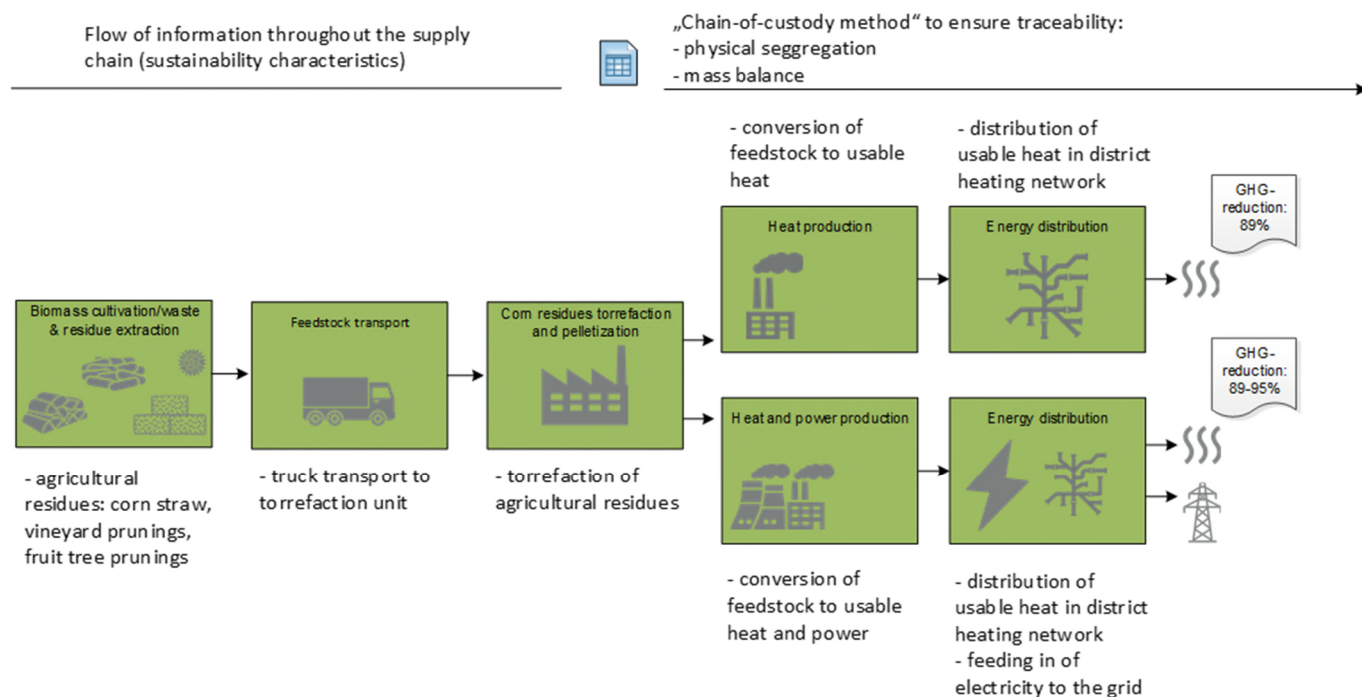 Flow of information throughout the supply
chain (sustainability characteristics)
„Chain-of-custody method“ to ensure traceability:
- physical seggregation
- mass balance
- conversion of
feedstock to usable
heat
- distribution of
usable heat in district
heating network
GHG-
reduction:
89%
Heat production
Energy distribution
Biomass cultivation/waste
& residue extraction
Feedstock transport
Corn residues torrefaction
and pelletization
GHG-
reduction:
89-95%
Heat and power production
Energy distribution
- agricultural
residues: corn straw,
vineyard prunings,
fruit tree prunings
- truck transport to
torrefaction unit
- torrefaction of
agricultural residues
- conversion of
feedstock to usable
heat and power
- distribution of
usable heat in district
heating network
- feeding in of
electricity to the grid